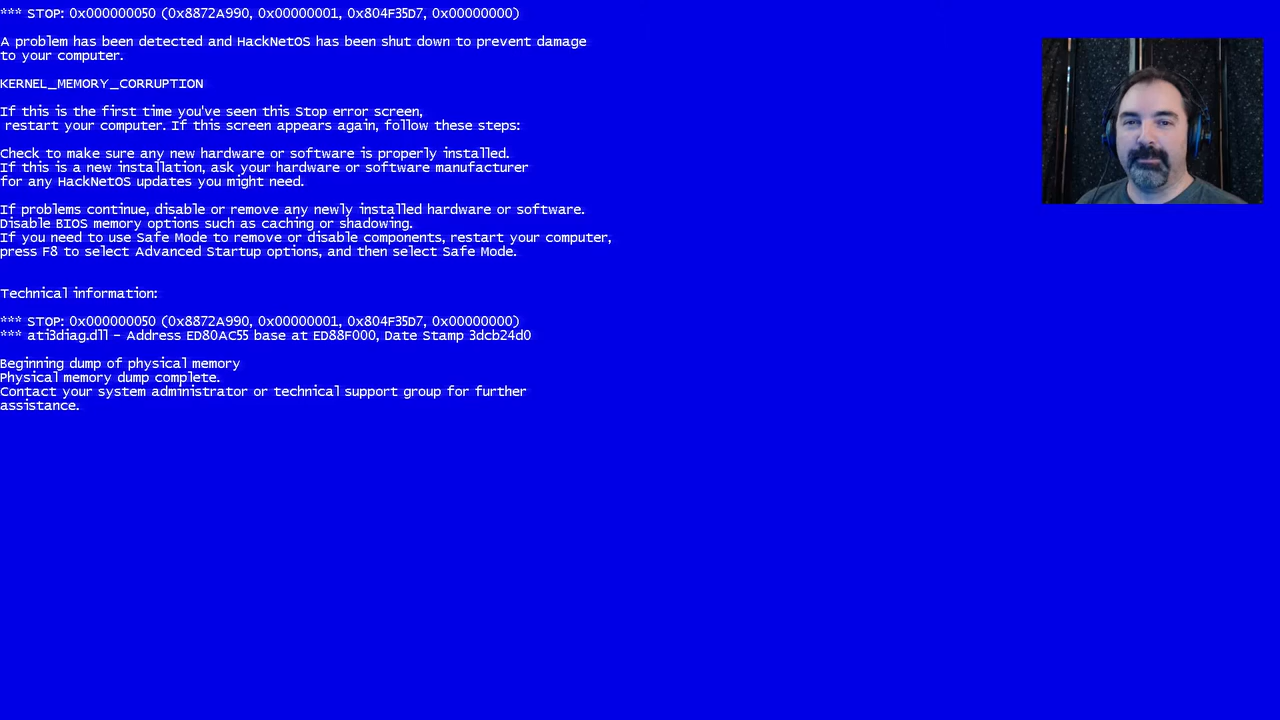 *** STOP: 0x000000050 (0x8872A990, 0x00000001, 0x804F35D7, 0x00000000)
A problem has been detected and HackNetOS has been shut down to prevent damage
to your computer.
KERNEL_MEMORY_CORRUPTION
If this is the first time you've seen this Stop error screen,
restart your computer. If this screen appears again, follow these steps:
Check to make sure any new hardware or software is properly installed.
If this is a new installation, ask your hardware or software manufacturer
for any HackNetOS updates you might need.
If problems continue, disable or remove any newly installed hardware or software.
Disable BIOS memory options such as caching or shadowing.
If you need to use Safe Mode to remove or disable components, restart your computer,
press F8 to select Advanced Startup options, and then select Safe Mode.
Technical information:
*** STOP: 0x000000050 (0x8872A990, 0x00000001, 0x804F35D7, 0x00000000)
*** ati3diag.dll - Address ED80AC55 base at ED88F000, Date Stamp 3dcb24d0
Beginning dump of physical memory
Physical memory dump complete.
Contact your system administrator or technical support group for further
assistance.